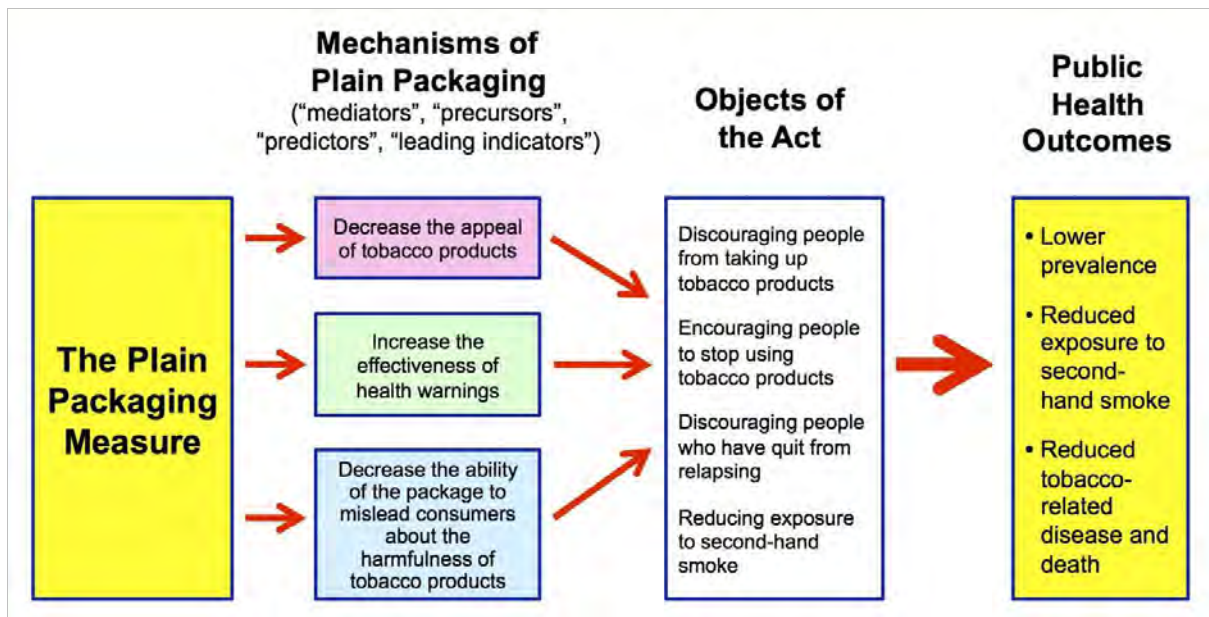 Mechanisms of
Plain Packaging
(“mediators”, “precursors”,
“predictors”, “leading indicators”)
Objects of
the Act
Public
Health
Outcomes
The Plain
Packaging
Measure
Decrease the appeal
of tobacco products
Increase the
effectiveness of
health warnings
Decrease the ability
of the package to
mislead consumers
about the
harmfulness of
tobacco products
Discouraging people
from taking up
tobacco products
Encouraging people
to stop using
tobacco products
Discouraging people
who have quit from
relapsing
Reducing exposure
to second-hand
smoke
• Lower
prevalence
• Reduced
exposure to
second-
hand smoke
• Reduced
tobacco-
related
disease and
death